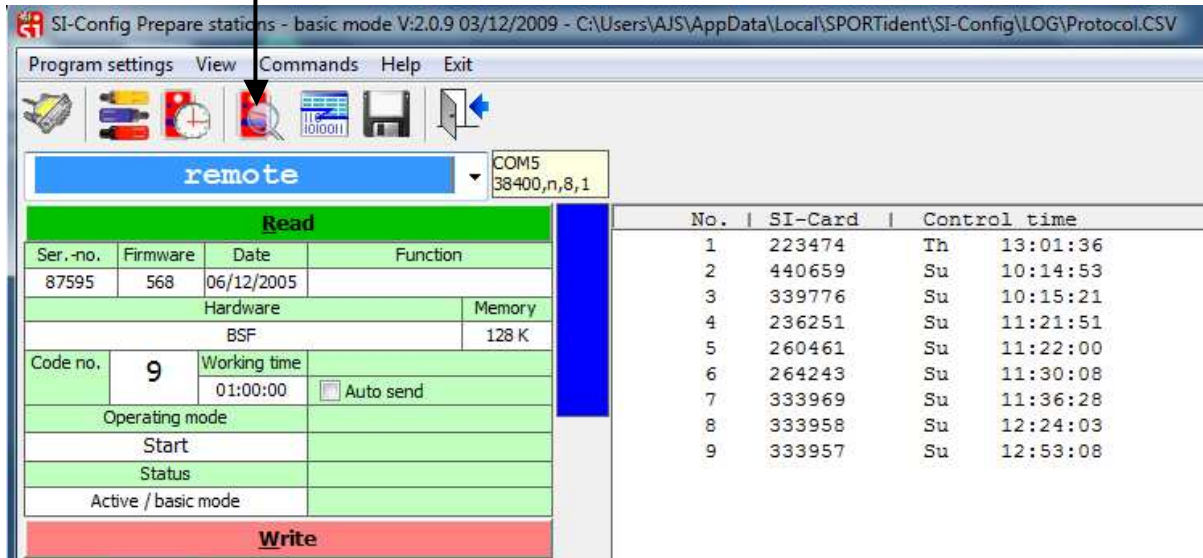 SI-Config Prepare stations - basic mode V:2.0.9 03/12/2009 - C:\Users\AJS\AppData\Local\SPORTident\SI-Config\LOG\Protocol.CSV
Program settings View Commands Help Exit
remote
COM5
38400,n,8,1
Read
Ser.-no. Firmware Date Function
87595 568 06/12/2005
Hardware Memory
BSF 128 K
Code no. 9 Working time
01:00:00 Auto send
Operating mode
Start
Status
Active / basic mode
Write
No. | SI-Card | Control time
1 223474 Th 13:01:36
2 440659 Su 10:14:53
3 339776 Su 10:15:21
4 236251 Su 11:21:51
5 260461 Su 11:22:00
6 264243 Su 11:30:08
7 333969 Su 11:36:28
8 333958 Su 12:24:03
9 333957 Su 12:53:08